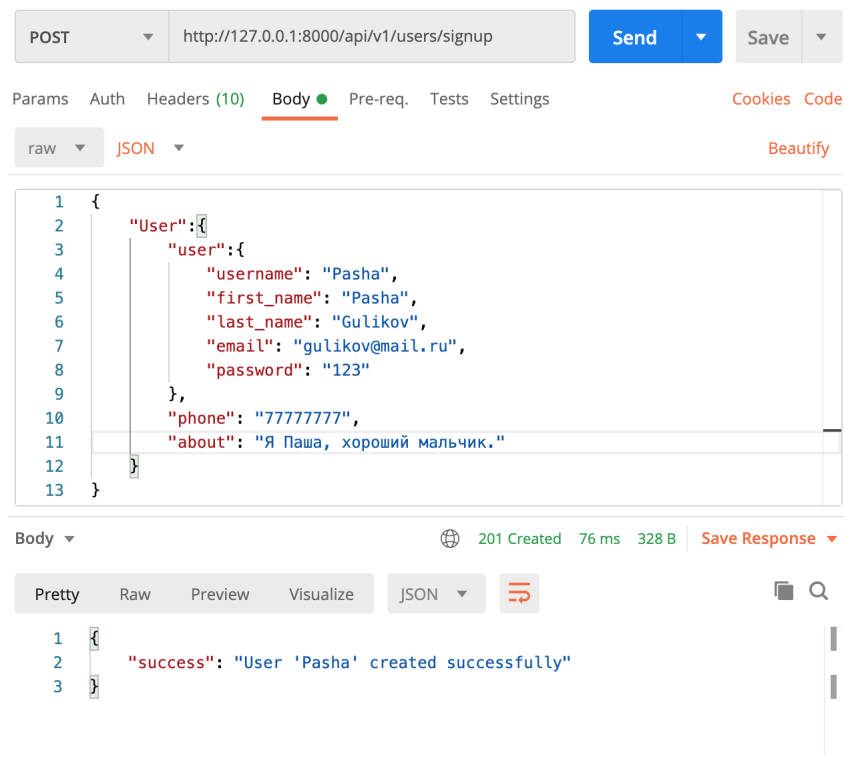 POST http://127.0.0.1:8000/api/v1/users/signup Send Save
Params Auth Headers (10) Body Pre-req. Tests Settings Cookies Code
raw JSON Beautify
1 {
2 "User":{
3 "user":{
4 "username": "Pasha",
5 "first_name": "Pasha",
6 "last_name": "Gulikov",
7 "email": "gulikov@mail.ru",
8 "password": "123"
9 },
10 "phone": "77777777",
11 "about": "Я Паша, хороший мальчик."
12 }
13 }
Body 201 Created 76 ms 328 B Save Response
Pretty Raw Preview Visualize JSON
1 {
2 "success": "User 'Pasha' created successfully"
3 }